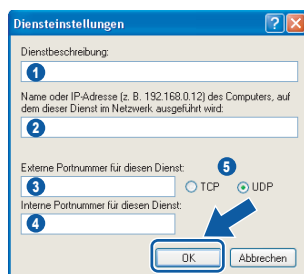 Diensteinstellungen
Dienstbeschreibung:
1
Name oder IP-Adresse (z. B. 192.168.0.12) des Computers, auf
dem dieser Dienst im Netzwerk ausgeführt wird:
2
Externe Portnummer für diesen Dienst:
5
3
TCP
UDP
Interne Portnummer für diesen Dienst:
4
OK
Abbrechen